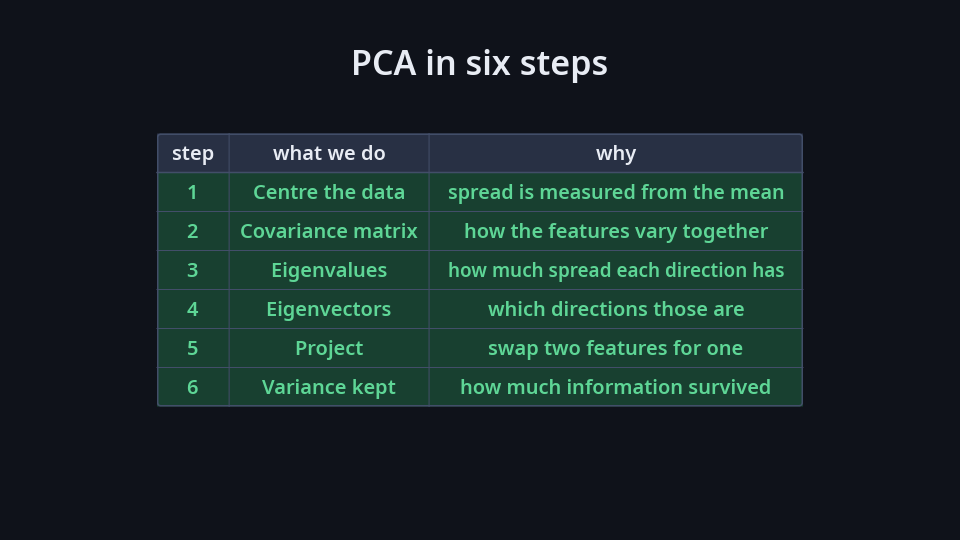 PCA in six steps
step what we do why
1 Centre the data spread is measured from the mean
2 Covariance matrix how the features vary together
3 Eigenvalues how much spread each direction has
4 Eigenvectors which directions those are
5 Project swap two features for one
6 Variance kept how much information survived